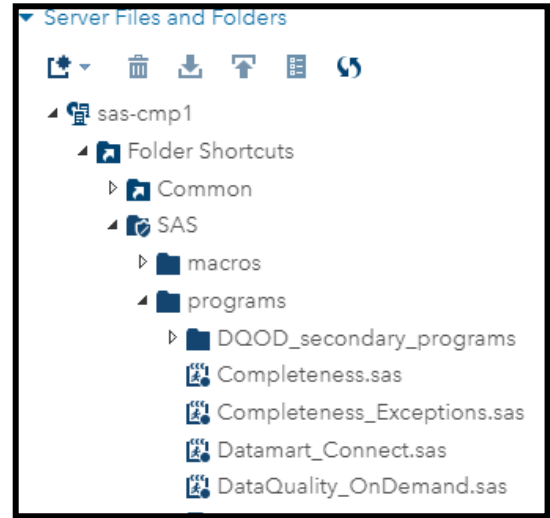 Server Files and Folders
sas-cmp1
Folder Shortcuts
Common
SAS
macros
programs
DQOD_secondary_programs
Completeness.sas
Completeness_Exceptions.sas
Datamart_Connect.sas
DataQuality_OnDemand.sas